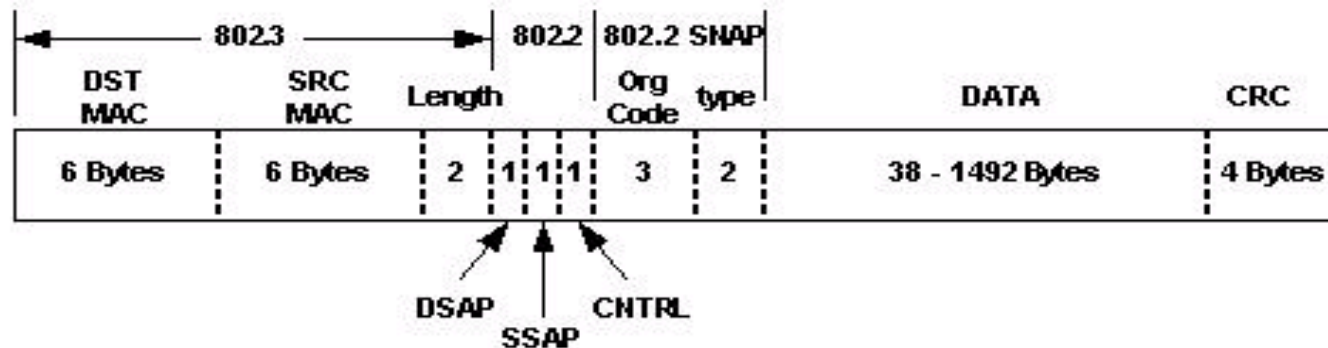 802.3 802.2 802.2 SNAP
DST MAC SRC MAC Length Org Code type DATA CRC
6 Bytes 6 Bytes 2 1 1 1 3 2 38 - 1492 Bytes 4 Bytes
DSAP SSAP CNTRL